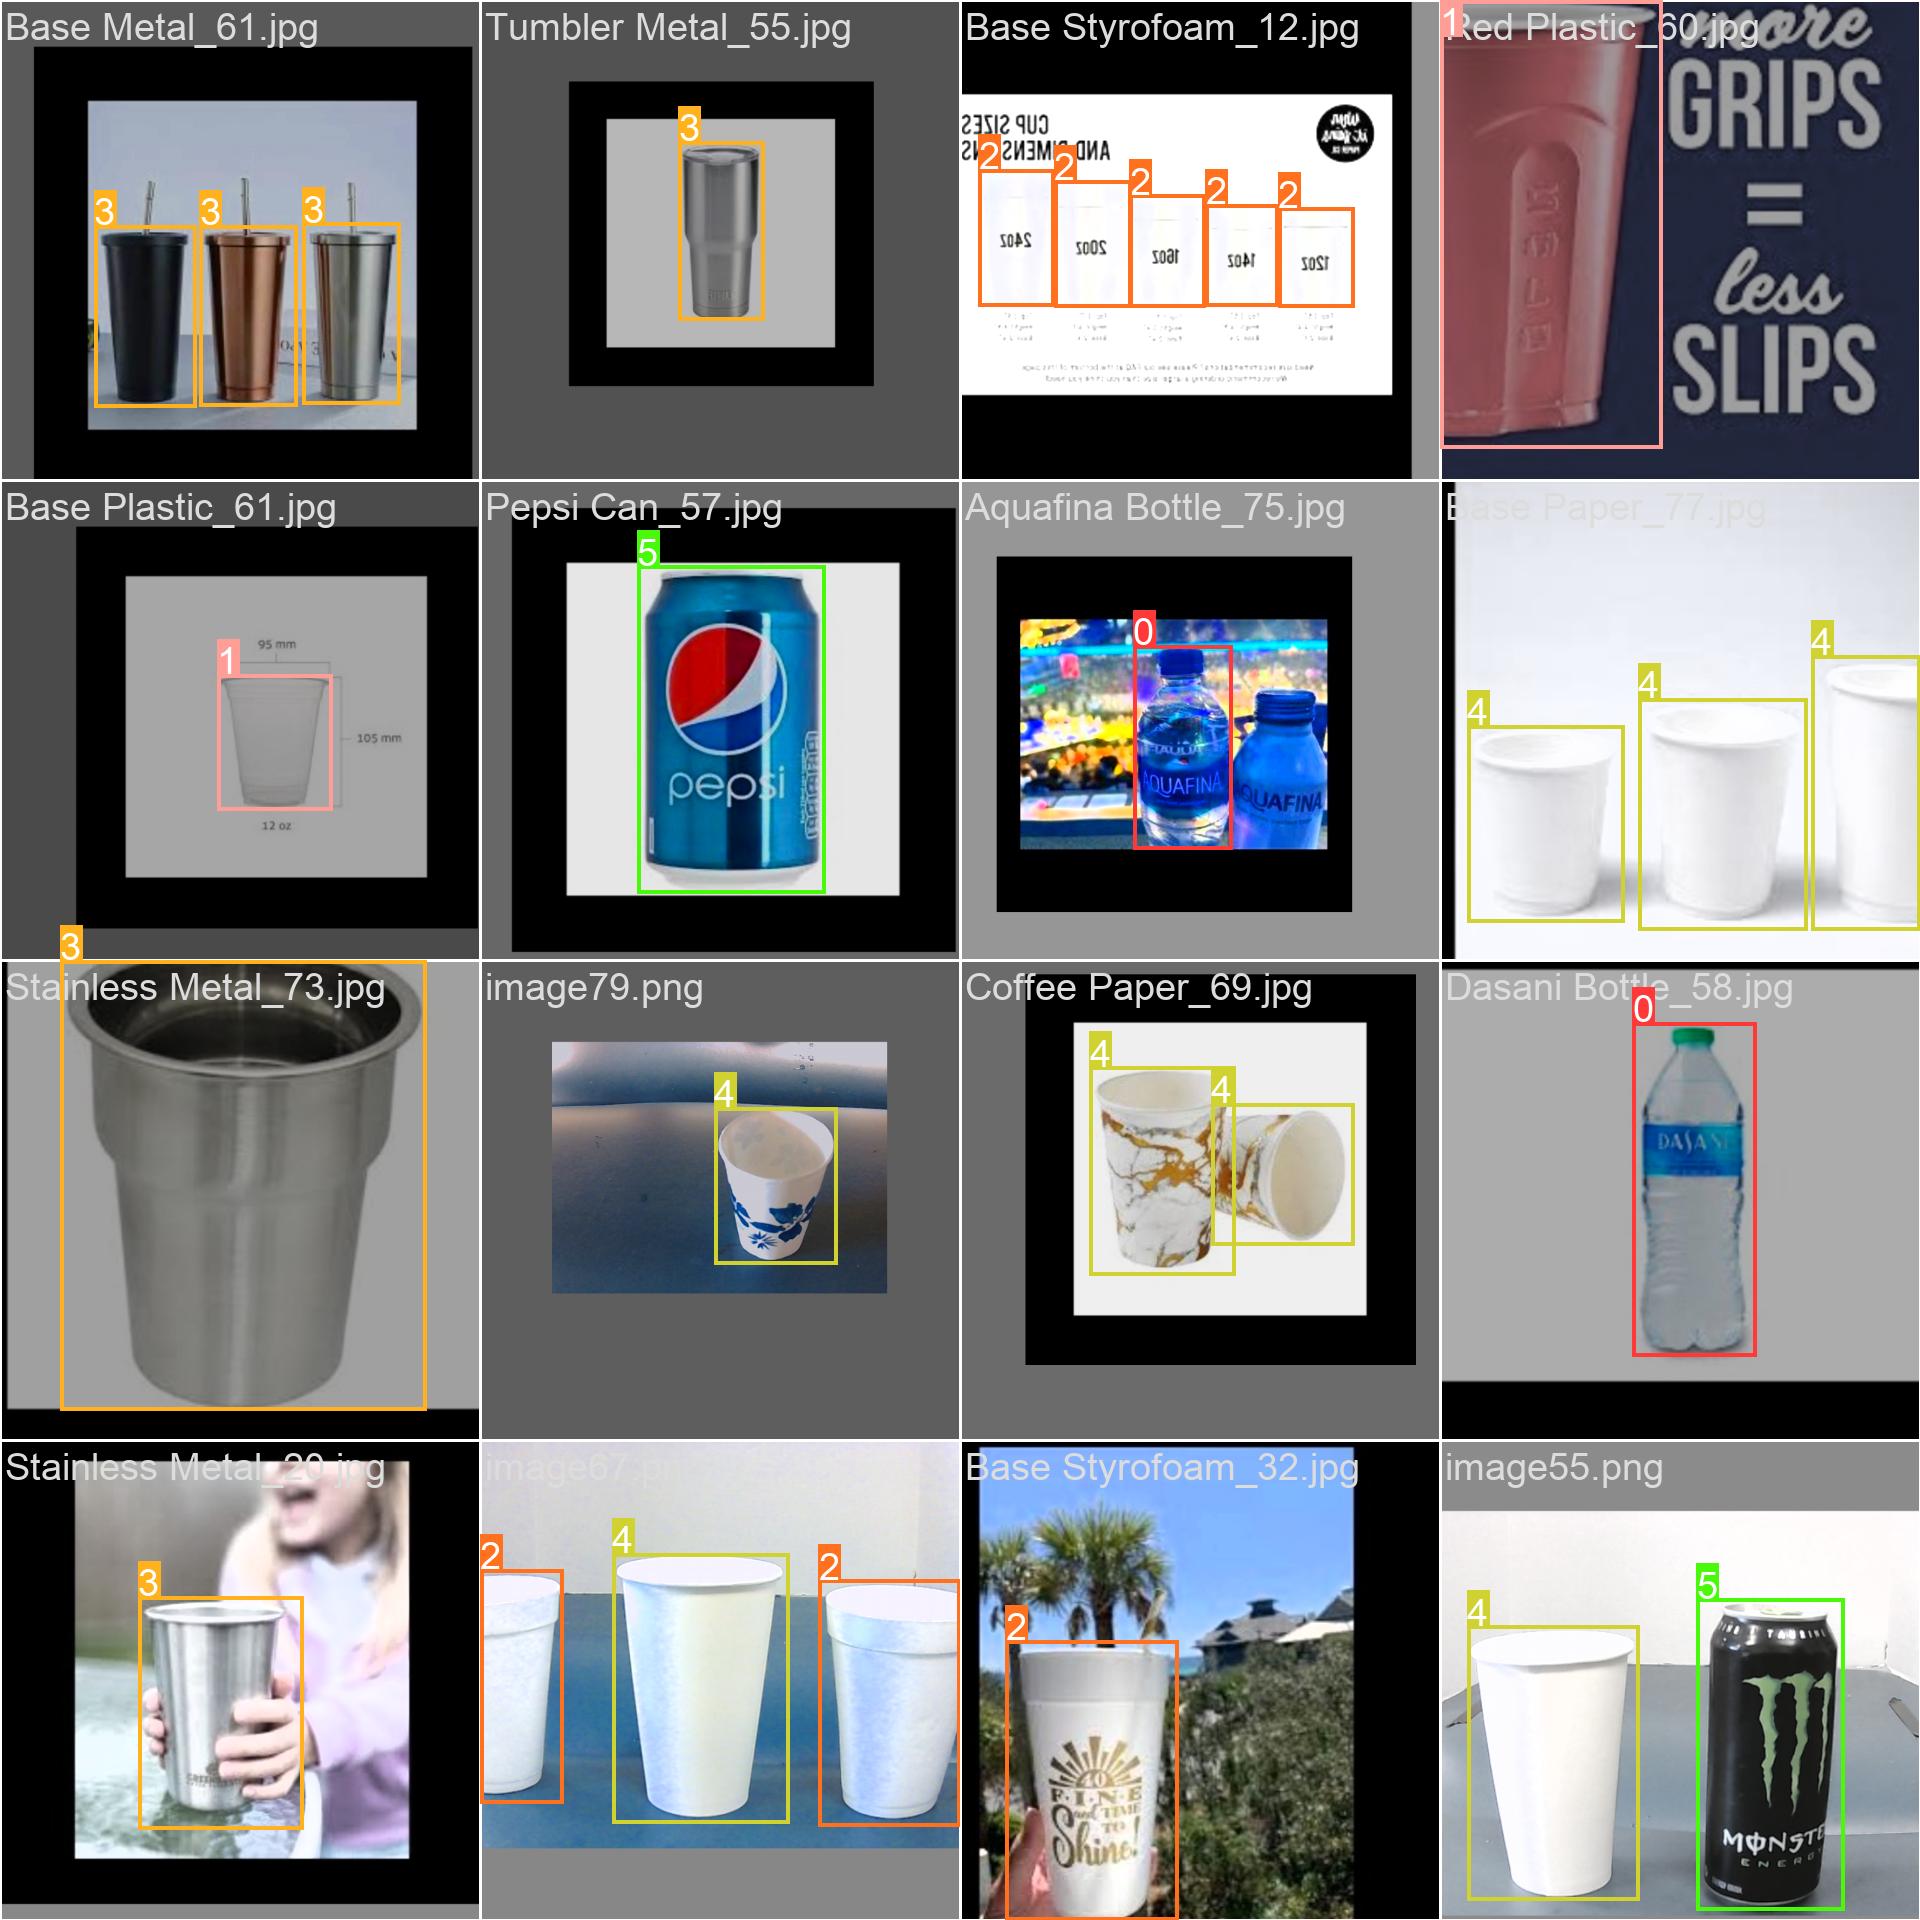 Base Metal_61.jpg
3
3
3
Tumbler Metal_55.jpg
3
Base Styrofoam_12.jpg
CUP SIZES
AND DIMENSIONS
2
2
2
2
2
24oz
20oz
16oz
14oz
12oz
Red Plastic_60.jpg
1
more
GRIPS
=
less
SLIPS
SOLO
Base Plastic_61.jpg
1
95 mm
105 mm
12 oz
Pepsi Can_57.jpg
5
pepsi
Aquafina Bottle_75.jpg
0
AQUAFINA
AQUAFINA
Base Paper_77.jpg
4
4
4
Stainless Metal_73.jpg
3
image79.png
4
Coffee Paper_69.jpg
4
4
Dasani Bottle_58.jpg
0
DASANI
Stainless Metal_20.jpg
3
image67.pn
2
4
2
Base Styrofoam_32.jpg
2
40
F·I·N·E
and TIME
TO
Shine!
image55.png
4
5
MONSTE
ENERG